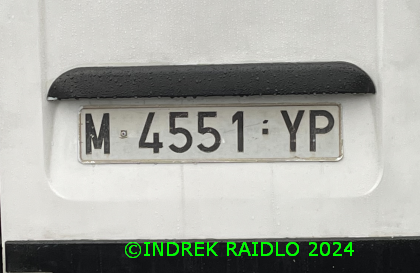 M 4551 YP
©INDREK RAIDLO 2024